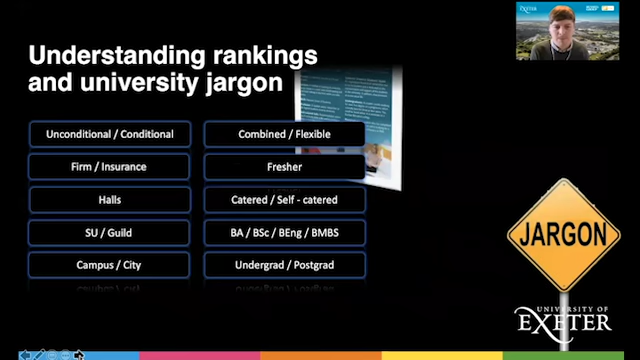 Understanding rankings
and university jargon
Unconditional / Conditional
Combined / Flexible
Firm / Insurance
Fresher
Halls
Catered / Self - catered
SU / Guild
BA / BSc / BEng / BMBS
Campus / City
Undergrad / Postgrad
JARGON
UNIVERSITY OF
EXETER
EXETER